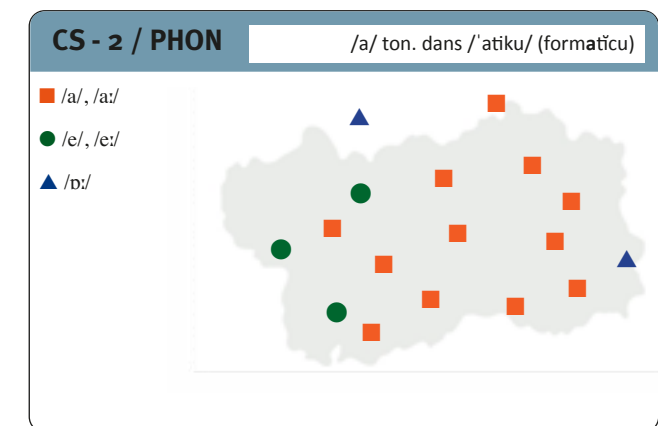 CS - 2 / PHON
/a/ ton. dans /ˈatiku/ (formatĭcu)
/a/, /aː/
/e/, /eː/
/ɒː/